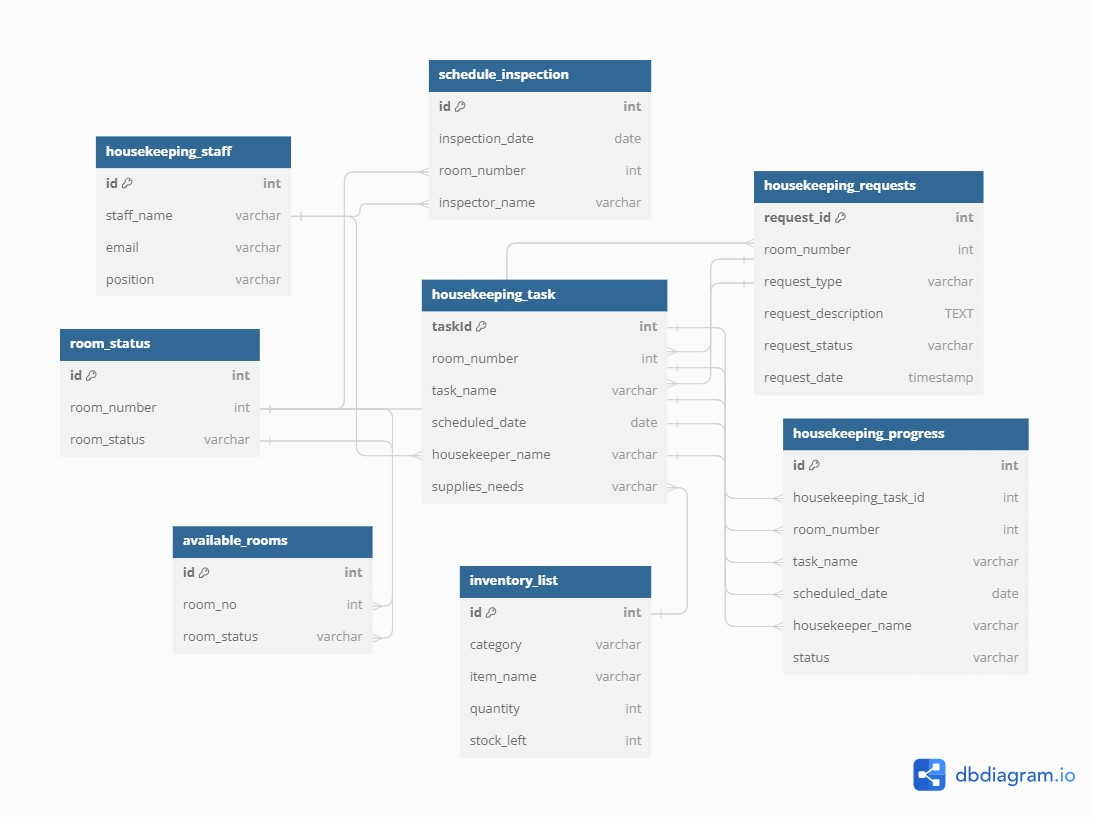 schedule_inspection
id int
inspection_date date
room_number int
inspector_name varchar
housekeeping_staff
id int
staff_name varchar
email varchar
position varchar
housekeeping_requests
request_id int
room_number int
request_type varchar
request_description TEXT
request_status varchar
request_date timestamp
housekeeping_task
taskId int
room_number int
task_name varchar
scheduled_date date
housekeeper_name varchar
supplies_needs varchar
room_status
id int
room_number int
room_status varchar
housekeeping_progress
id int
housekeeping_task_id int
room_number int
task_name varchar
scheduled_date date
housekeeper_name varchar
status varchar
available_rooms
id int
room_no int
room_status varchar
inventory_list
id int
category varchar
item_name varchar
quantity int
stock_left int
dbdiagram.io